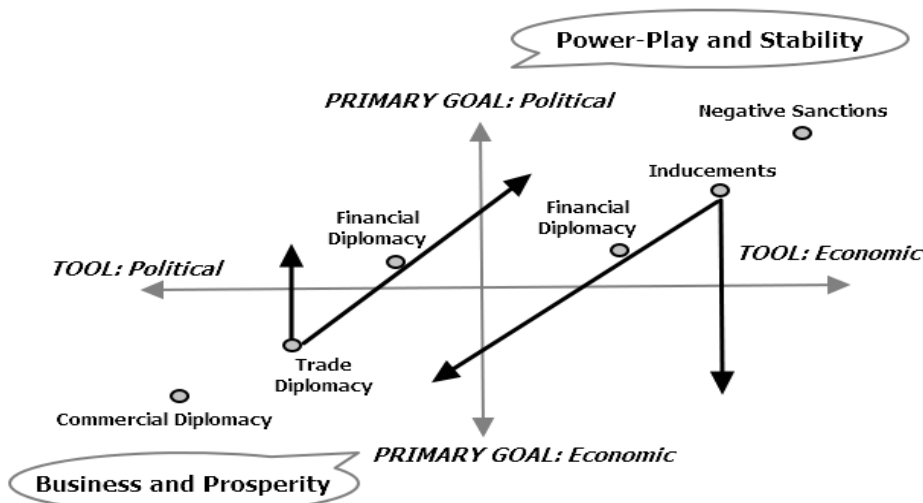 Power-Play and Stability
PRIMARY GOAL: Political
Negative Sanctions
Inducements
Financial
Diplomacy
Financial
Diplomacy
TOOL: Political
TOOL: Economic
Trade
Diplomacy
Commercial Diplomacy
PRIMARY GOAL: Economic
Business and Prosperity